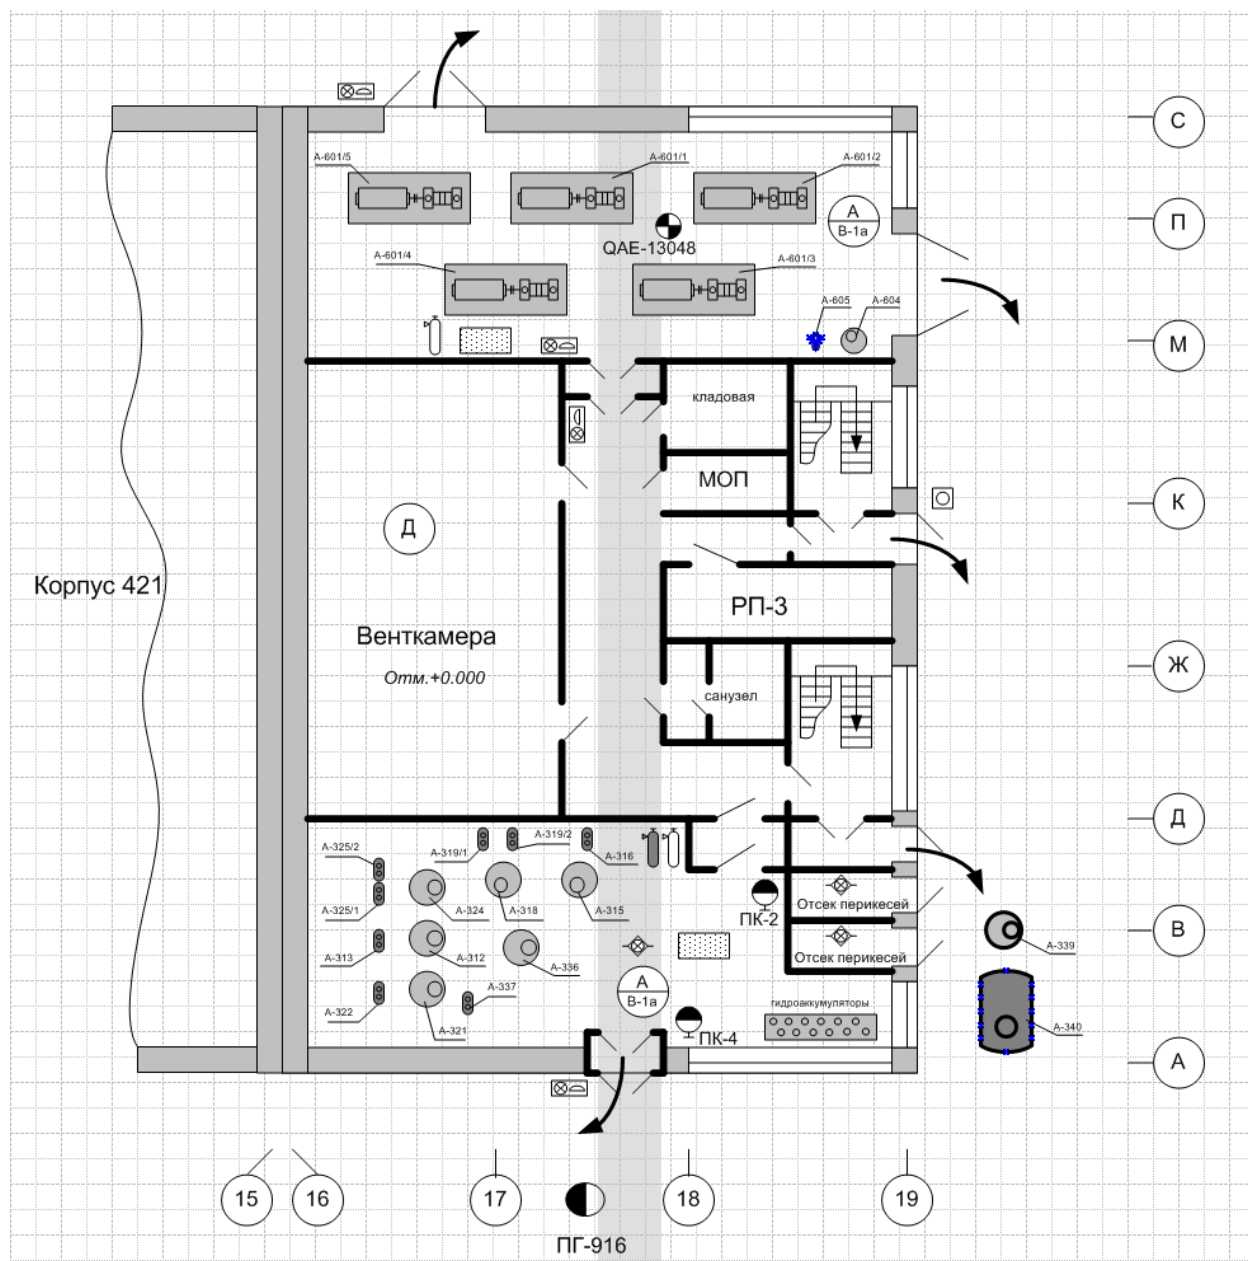 С
А-601/5
А-601/1
А-601/2
А
В-1а
П
QAE-13048
А-601/4
А-601/3
А-605
А-604
М
кладовая
МОП
К
Д
Корпус 421
РП-3
Венткамера
Отм.+0.000
Ж
санузел
Д
А-325/2
А-319/1
А-319/2
А-316
А-325/1
А-324
А-318
А-315
ПК-2
Отсек перикесей
В
А-313
А-312
А-336
Отсек перикесей
А-339
А-322
А-337
А
В-1а
гидроаккумуляторы
А-321
ПК-4
А-340
А
15
16
17
18
19
ПГ-916